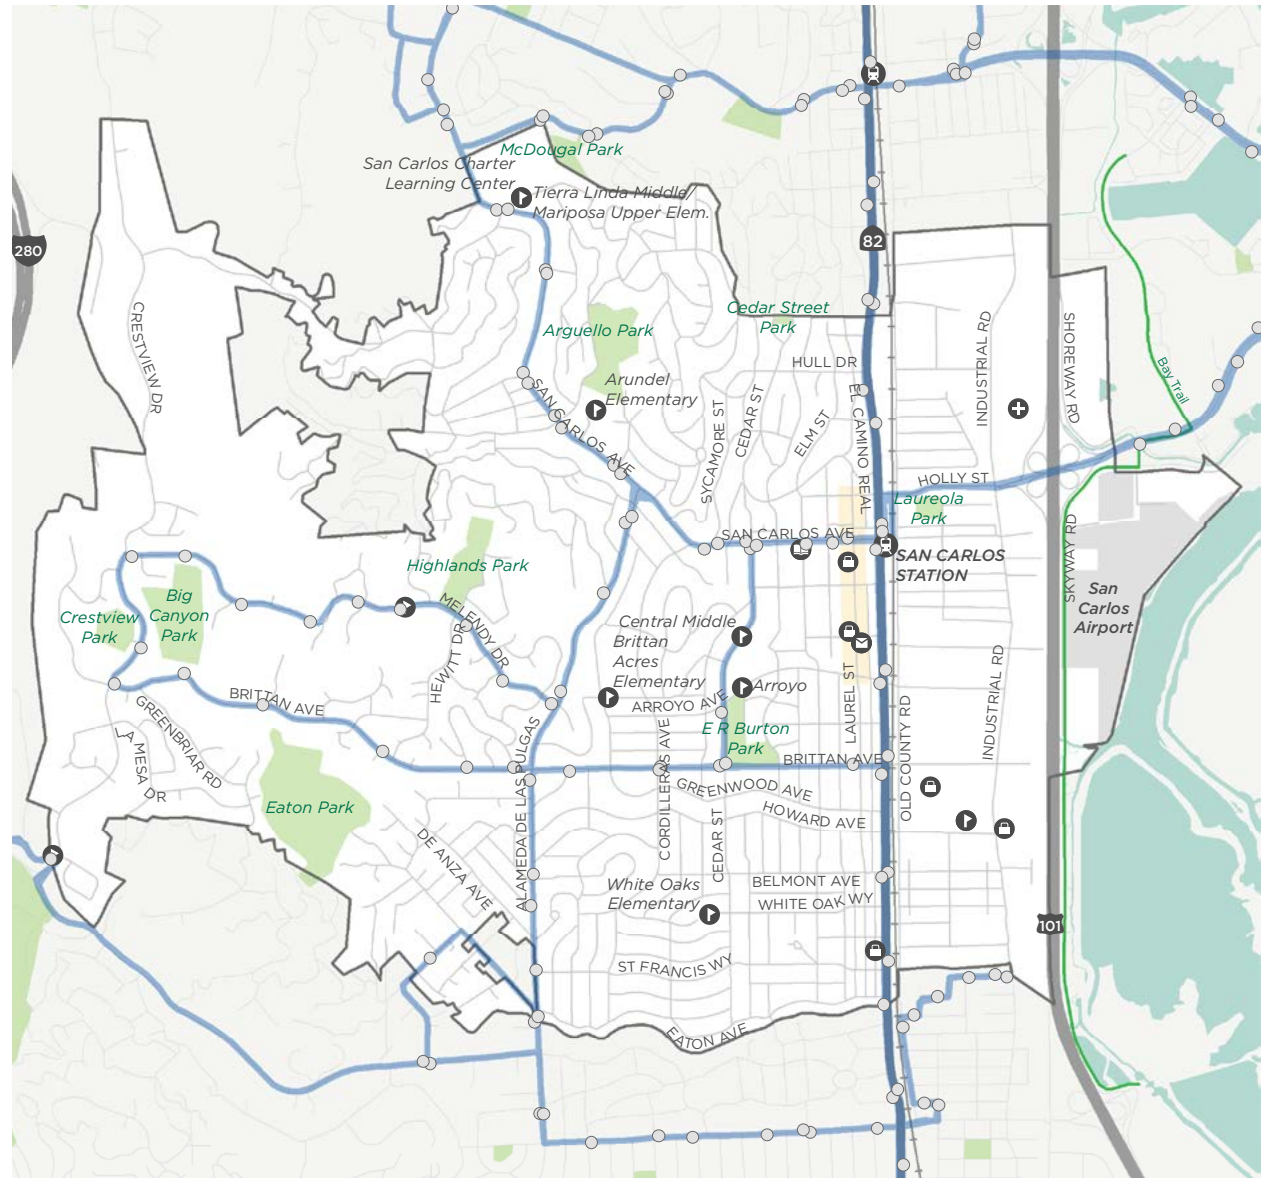 McDougal Park
San Carlos Charter
Learning Center
Tierra Linda Middle/
Mariposa Upper Elem.
280
82
CRESTVIEW DR
Arguello Park
Cedar Street
Park
HULL DR
INDUSTRIAL RD
SHOREWAY RD
Bay Trail
Arundel
Elementary
SAN CARLOS AVE
SYCAMORE ST
CEDAR ST
ELM ST
EL CAMINO REAL
HOLLY ST
Laureola
Park
SAN CARLOS AVE
SAN CARLOS
STATION
SKYWAY RD
San
Carlos
Airport
Highlands Park
Big
Canyon
Park
Crestview
Park
MELENDY DR
HEWITT DR
Central Middle
Brittan
Acres
Elementary
Arroyo
ARROYO AVE
LAUREL ST
OLD COUNTY RD
INDUSTRIAL RD
BRITTAN AVE
GREENBRIAR RD
LA MESA DR
E R Burton
Park
BRITTAN AVE
CORDILLERAS AVE
GREENWOOD AVE
HOWARD AVE
Eaton Park
ALAMEDA DE LAS PULGAS
DE ANZA AVE
CEDAR ST
White Oaks
Elementary
BELMONT AVE
WHITE OAK WY
101
ST FRANCIS WY
EATON AVE